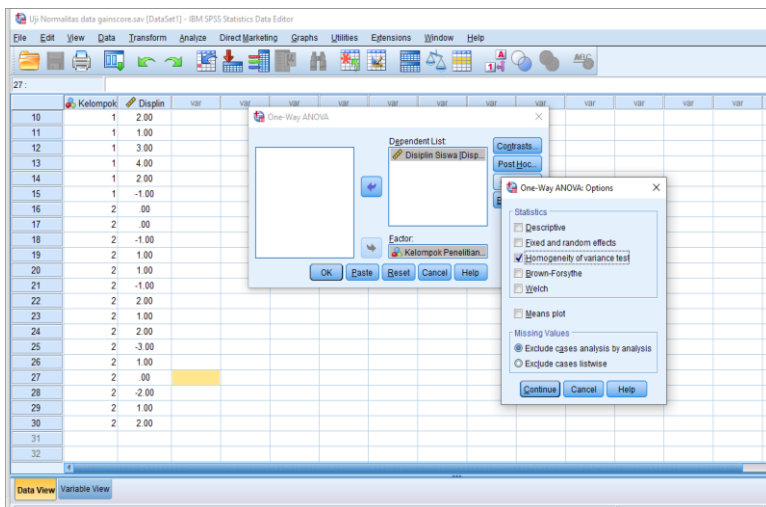 Uji Normalitas data gainscore.sav [DataSet1] - IBM SPSS Statistics Data Editor
File Edit View Data Transform Analyze Direct Marketing Graphs Utilities Extensions Window Help
27 :
Kelompok Displin var var var var var var var var var var var var
10 1 2.00
11 1 1.00
12 1 3.00
13 1 4.00
14 1 2.00
15 1 -1.00
16 2 .00
17 2 .00
18 2 -1.00
19 2 1.00
20 2 1.00
21 2 -1.00
22 2 2.00
23 2 1.00
24 2 2.00
25 2 -3.00
26 2 1.00
27 2 .00
28 2 -2.00
29 2 1.00
30 2 2.00
31
32
One-Way ANOVA
Dependent List:
Disiplin Siswa [Disp...
Contrasts...
Post Hoc...
Factor:
Kelompok Penelitian...
OK Paste Reset Cancel Help
One-Way ANOVA: Options
Statistics
Descriptive
Fixed and random effects
Homogeneity of variance test
Brown-Forsythe
Welch
Means plot
Missing Values
Exclude cases analysis by analysis
Exclude cases listwise
Continue Cancel Help
Data View Variable View